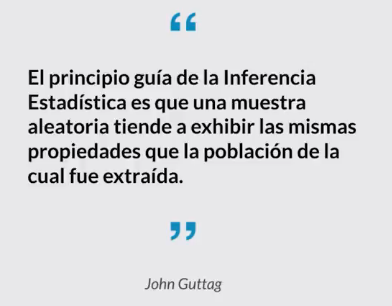 “
El principio guía de la Inferencia
Estadística es que una muestra
aleatoria tiende a exhibir las mismas
propiedades que la población de la
cual fue extraída.
”
John Guttag